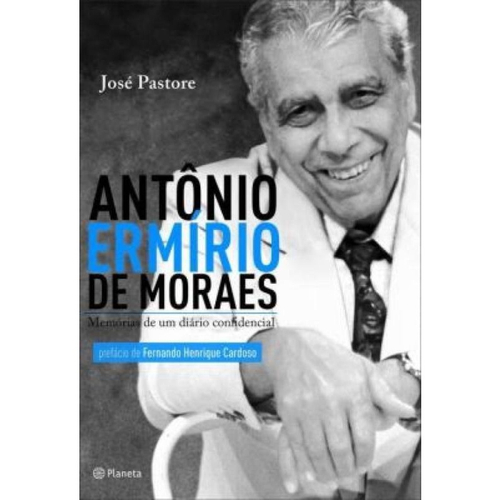 José Pastore
ANTÔNIO
ERMÍRIO
DE MORAES
Memórias de um diário confidencial
prefácio de Fernando Henrique Cardoso
Planeta